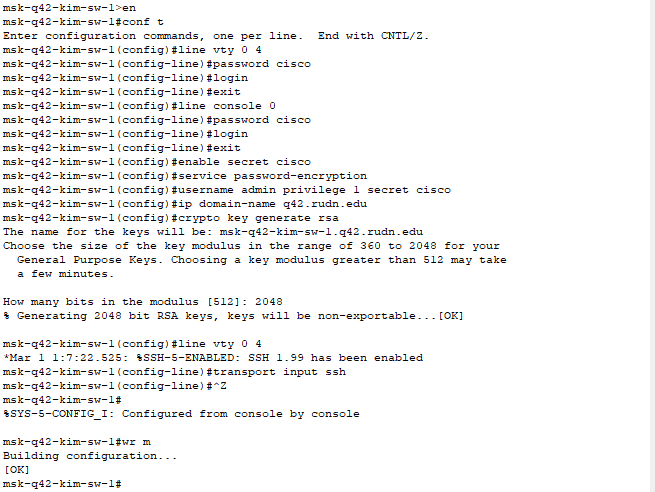 msk-q42-kim-sw-1>en
msk-q42-kim-sw-1#conf t
Enter configuration commands, one per line.  End with CNTL/Z.
msk-q42-kim-sw-1(config)#line vty 0 4
msk-q42-kim-sw-1(config-line)#password cisco
msk-q42-kim-sw-1(config-line)#login
msk-q42-kim-sw-1(config-line)#exit
msk-q42-kim-sw-1(config)#line console 0
msk-q42-kim-sw-1(config-line)#password cisco
msk-q42-kim-sw-1(config-line)#login
msk-q42-kim-sw-1(config-line)#exit
msk-q42-kim-sw-1(config)#enable secret cisco
msk-q42-kim-sw-1(config)#service password-encryption
msk-q42-kim-sw-1(config)#username admin privilege 1 secret cisco
msk-q42-kim-sw-1(config)#ip domain-name q42.rudn.edu
msk-q42-kim-sw-1(config)#crypto key generate rsa
The name for the keys will be: msk-q42-kim-sw-1.q42.rudn.edu
Choose the size of the key modulus in the range of 360 to 2048 for your
  General Purpose Keys. Choosing a key modulus greater than 512 may take
  a few minutes.

How many bits in the modulus [512]: 2048
% Generating 2048 bit RSA keys, keys will be non-exportable...[OK]

msk-q42-kim-sw-1(config)#line vty 0 4
*Mar 1 1:7:22.525: %SSH-5-ENABLED: SSH 1.99 has been enabled
msk-q42-kim-sw-1(config-line)#transport input ssh
msk-q42-kim-sw-1(config-line)#^Z
msk-q42-kim-sw-1#
%SYS-5-CONFIG_I: Configured from console by console

msk-q42-kim-sw-1#wr m
Building configuration...
[OK]
msk-q42-kim-sw-1#